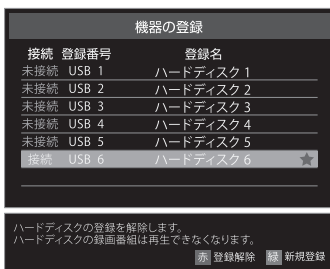 機器の登録
接続 登録番号 登録名
未接続 USB 1 ハードディスク 1
未接続 USB 2 ハードディスク 2
未接続 USB 3 ハードディスク 3
未接続 USB 4 ハードディスク 4
未接続 USB 5 ハードディスク 5
接続 USB 6 ハードディスク 6 ★
ハードディスクの登録を解除します。
ハードディスクの録画番組は再生できなくなります。
赤 登録解除 緑 新規登録